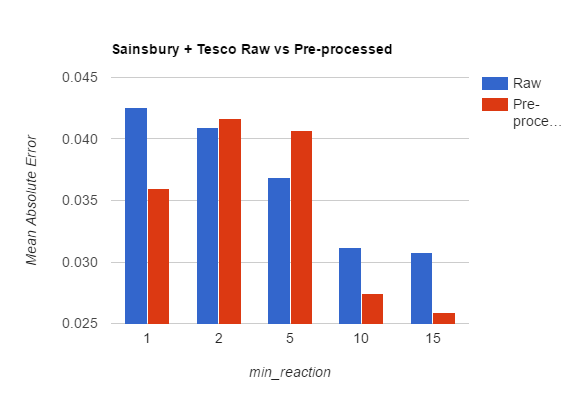 Sainsbury + Tesco Raw vs Pre-processed
0.045
0.040
0.035
0.030
0.025
Mean Absolute Error
1 2 5 10 15
min_reaction
Raw
Pre-
proce…